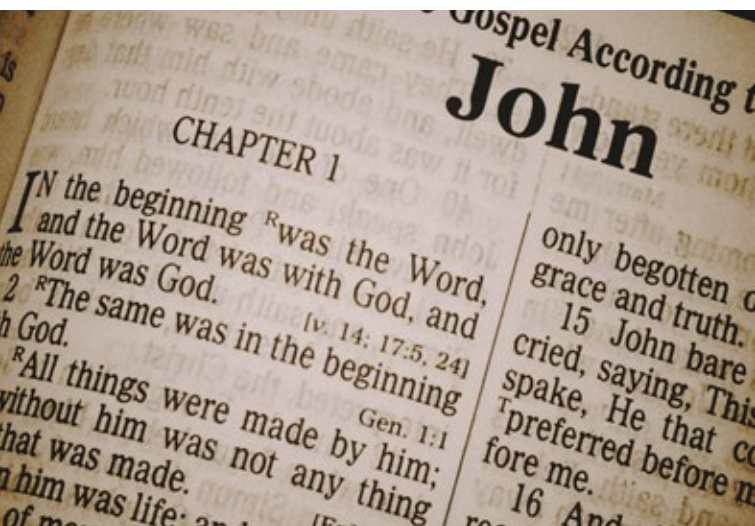 Gospel According
John
CHAPTER 1
IN the beginning Rwas the Word,
and the Word was with God, and
the Word was God.
[v. 14; 17:5, 24]
2 RThe same was in the beginning
God.
Gen. 1:1
RAll things were made by him;
without him was not any thing
that was made.
him was life;
of
only begotten
grace and truth.
15 John bare
cried, saying,
spake, He that
Tpreferred before
fore me.
16 And